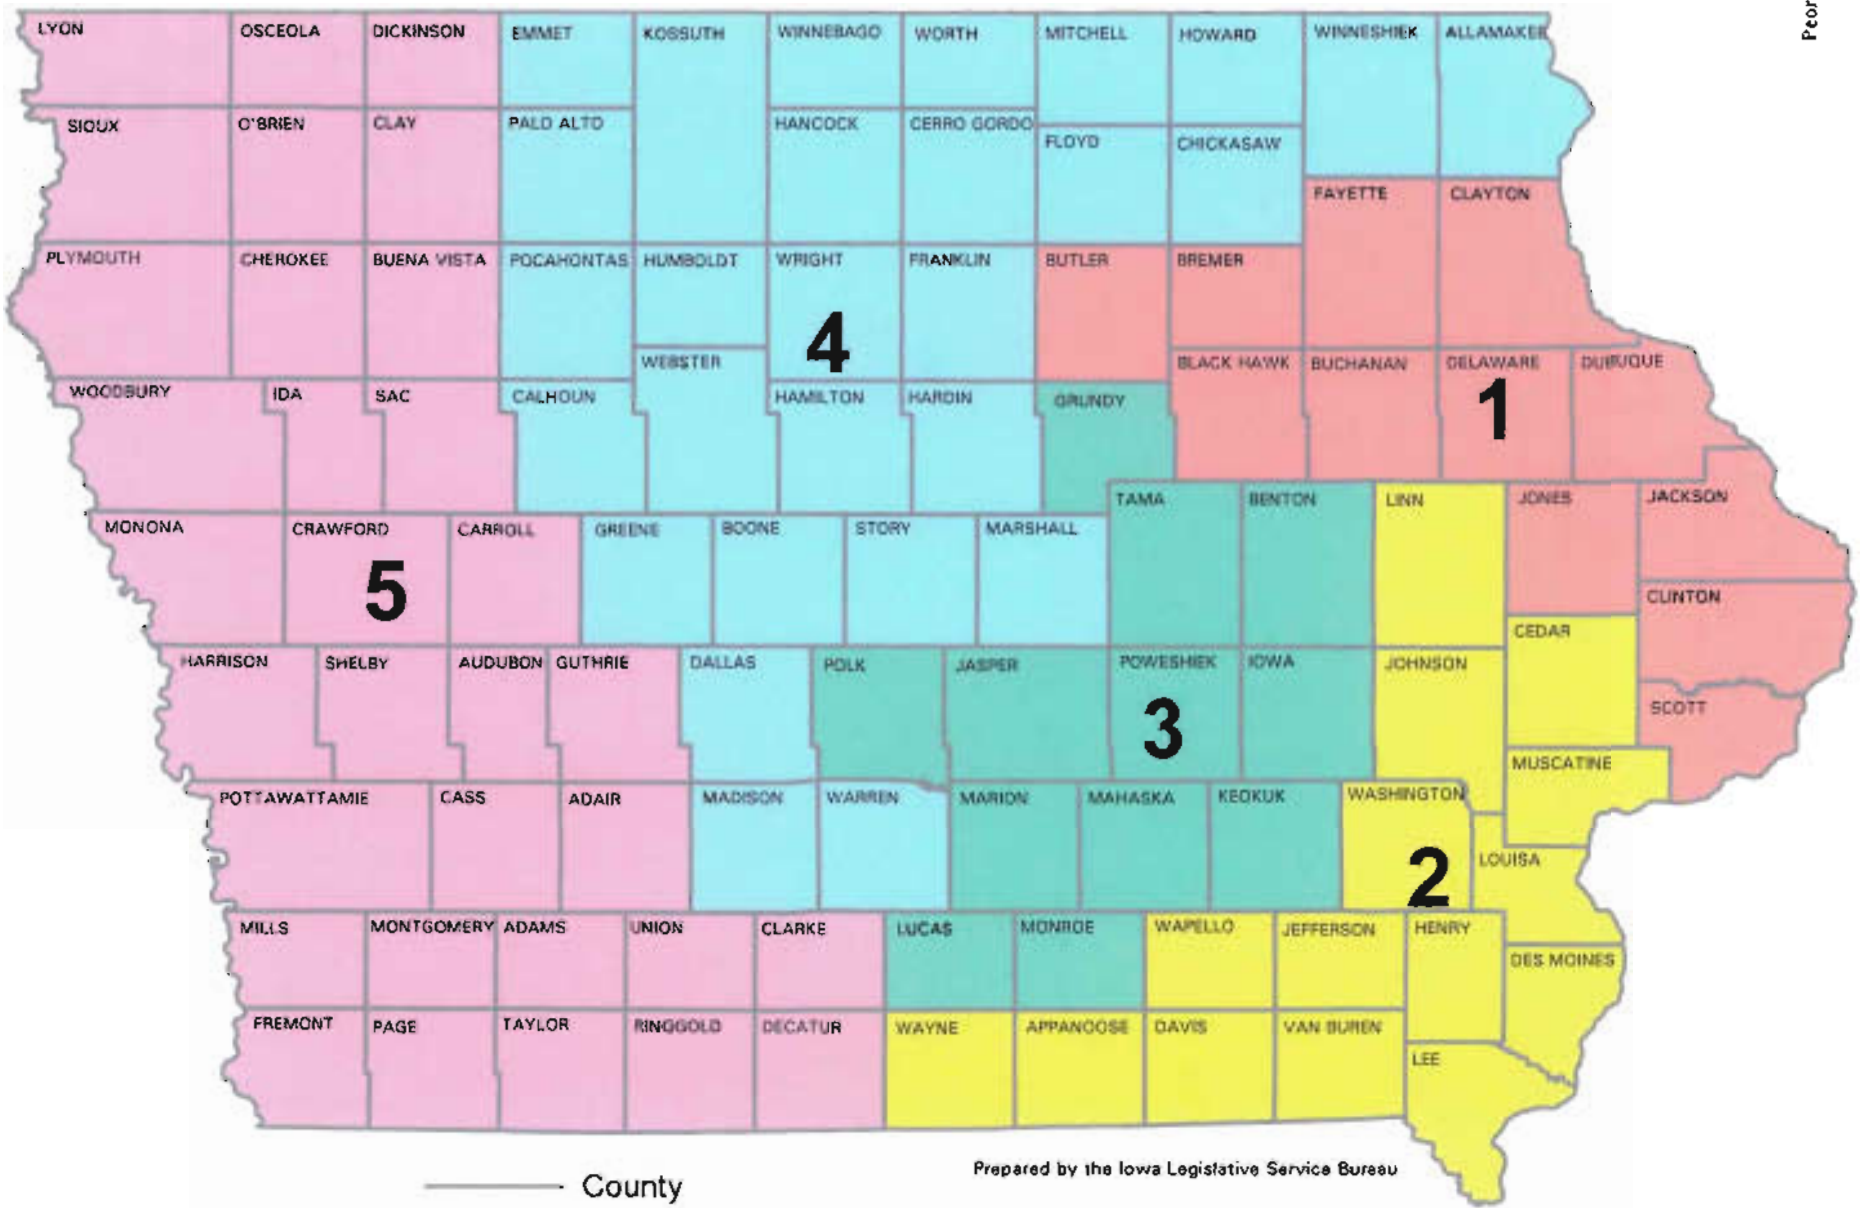 Peor
LYON OSCEOLA DICKINSON EMMET KOSSUTH WINNEBAGO WORTH MITCHELL HOWARD WINNESHIEK ALLAMAKEE
SIOUX O'BRIEN CLAY PALO ALTO HANCOCK CERRO GORDO
FLOYD CHICKASAW
FAYETTE CLAYTON
PLYMOUTH CHEROKEE BUENA VISTA POCAHONTAS HUMBOLDT WRIGHT FRANKLIN BUTLER BREMER
4
WEBSTER BLACK HAWK BUCHANAN DELAWARE DUBUQUE
WOODBURY IDA SAC CALHOUN HAMILTON HARDIN GRUNDY
1
TAMA BENTON LINN JONES JACKSON
MONONA CRAWFORD CARROLL GREENE BOONE STORY MARSHALL
5
CLINTON
CEDAR
HARRISON SHELBY AUDUBON GUTHRIE DALLAS POLK JASPER POWESHIEK IOWA JOHNSON
SCOTT
3
MUSCATINE
POTTAWATTAMIE CASS ADAIR MADISON WARREN MARION MAHASKA KEOKUK WASHINGTON
LOUISA
2
MILLS MONTGOMERY ADAMS UNION CLARKE LUCAS MONROE WAPELLO JEFFERSON HENRY
DES MOINES
FREMONT PAGE TAYLOR RINGGOLD DECATUR WAYNE APPANOOSE DAVIS VAN BUREN
LEE
Prepared by the Iowa Legislative Service Bureau
County